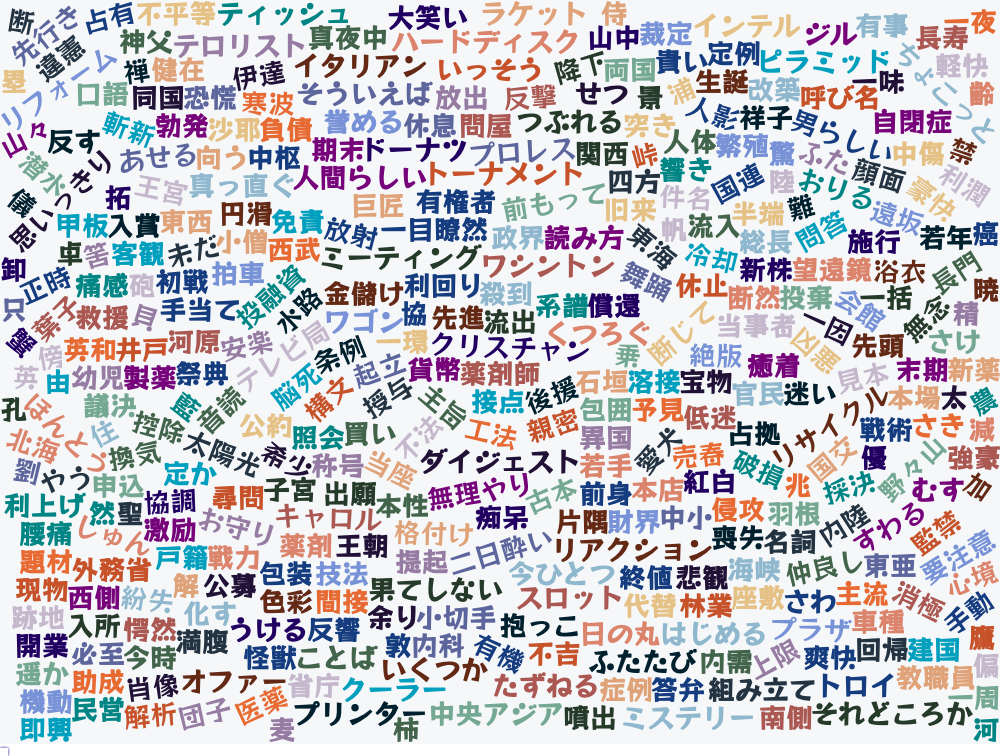 断 先行き 占有 不平等 ティッシュ 大笑い ラケット 侍 インテル ジル 有事 一夜
違憲 神父 テロリスト 真夜中 ハードディスク 山中 裁定 ちょこっと 長寿
塁 リフォーム 禅 健在 伊達 イタリアン いっそう 降下 両国 貴い 定例 ピラミッド 軽快
口語 同国 恐慌 寒波 そういえば 放出 反撃 せつ 景 浦 生誕 改築 呼び名 一味 齢
山々 反す 斬新 勃発 沙耶 負債 誉める 休息 問屋 つぶれる 突き 人影 祥子 男らしい 自閉症
潜水 思いっきり あせる 向う 中枢 期末 ドーナツ プロレス 関西 峠 人体 繁殖 驚 ふた 中傷 禁
儀 拓 王宮 真っ直ぐ 人間らしい トーナメント 四方 響き 国連 陸 おりる 顔面 豪快 利潤
甲板 入賞 東西 円滑 免責 巨匠 有権者 前もって 旧来 件名 半端 難 遠坂
卓 筈 客観 未だ 小僧 西武 放射 一目瞭然 政界 読み方 東海 帆 流入 総長 問答 施行 若年 癌
卸 正時 痛感 砲 初戦 拍車 投融資 ミーティング ワシントン 舞踊 冷却 新株 望遠鏡 浴衣 長門 暁
只 葉子 救援 貝 手当て 水路 金儲け 利回り 殺到 系譜 償還 休止 断然 投棄 会館 一括 無念 精
鷲 傍 英和 井戸 河原 安楽 テレビ局 ワゴン 協 先進 流出 くつろぐ 断じて 当事者 一因 先頭 さけ
英 由 幼児 製薬 祭典 条例 一環 クリスチャン 乗 絶版 癒着 凶悪 末期 新薬
孔 ほんとう 議決 藍 音読 脳死 構文 起立 貨幣 薬剤師 石垣 溶接 宝物 官民 迷い 見本 本場 太 農
北海 住 控除 公約 授与 主旨 接点 後援 包囲 予見 低迷 リサイクル 戦術 さき 減
劉 やう 換気 太陽光 照会 買い 不法 工法 親密 異国 愛犬 占拠 国交 優 強豪
申込 定か 希少 称号 当座 ダイジェスト 若手 売春 破損 野々山
利上げ 然 聖 協調 尋問 子宮 出願 本性 無理やり 古本 前身 本店 紅白 兆 採決 むす 加
腰痛 しゅん 激励 お守り キャロル 格付け 痴呆 片隅 財界 中小 侵攻 羽根 内陸 すわる 監禁
題材 外務省 戸籍 戦力 薬剤 王朝 提起 二日酔い リアクション 喪失 名詞 要注意
現物 西側 紛失 解 公募 包装 技法 果てしない 今ひとつ 終値 悲観 海峡 仲良し 東亜 心境
跡地 入所 愕然 化す 色彩 間接 余り 小切手 スロット 代替 林業 座敷 さわ 主流 消極 手動
開業 必至 今時 満腹 うける 反響 敦 内科 抱っこ 日の丸 はじめる プラザ 車種 鷹
遥か 助成 肖像 怪獣 ことば いくつか 有機 不吉 ふたたび 内需 上限 爽快 回帰 建国 偏
機動 民営 オファー 省庁 クーラー たずねる 症例 答弁 組み立て トロイ 教職員 一周
即興 解析 団子 医薬 麦 プリンター 柿 中央アジア 噴出 ミステリー 南側 それどころか 河